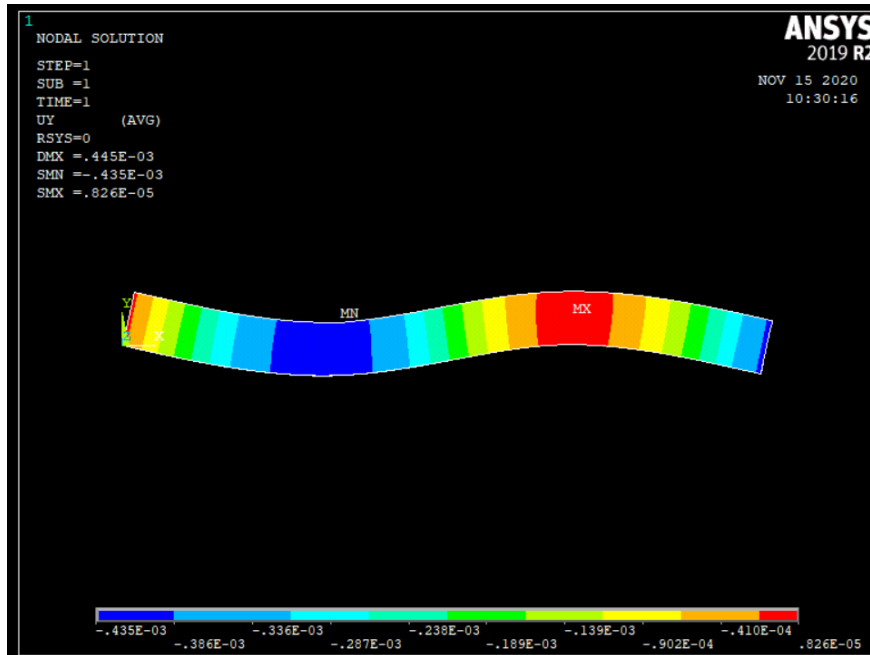 1
NODAL SOLUTION
STEP=1
SUB =1
TIME=1
UY (AVG)
RSYS=0
DMX =.445E-03
SMN =-.435E-03
SMX =.826E-05
ANSYS
2019 R2
NOV 15 2020
10:30:16
Y
X
MN
MX
-.435E-03
-.386E-03
-.336E-03
-.287E-03
-.238E-03
-.189E-03
-.139E-03
-.902E-04
-.410E-04
.826E-05